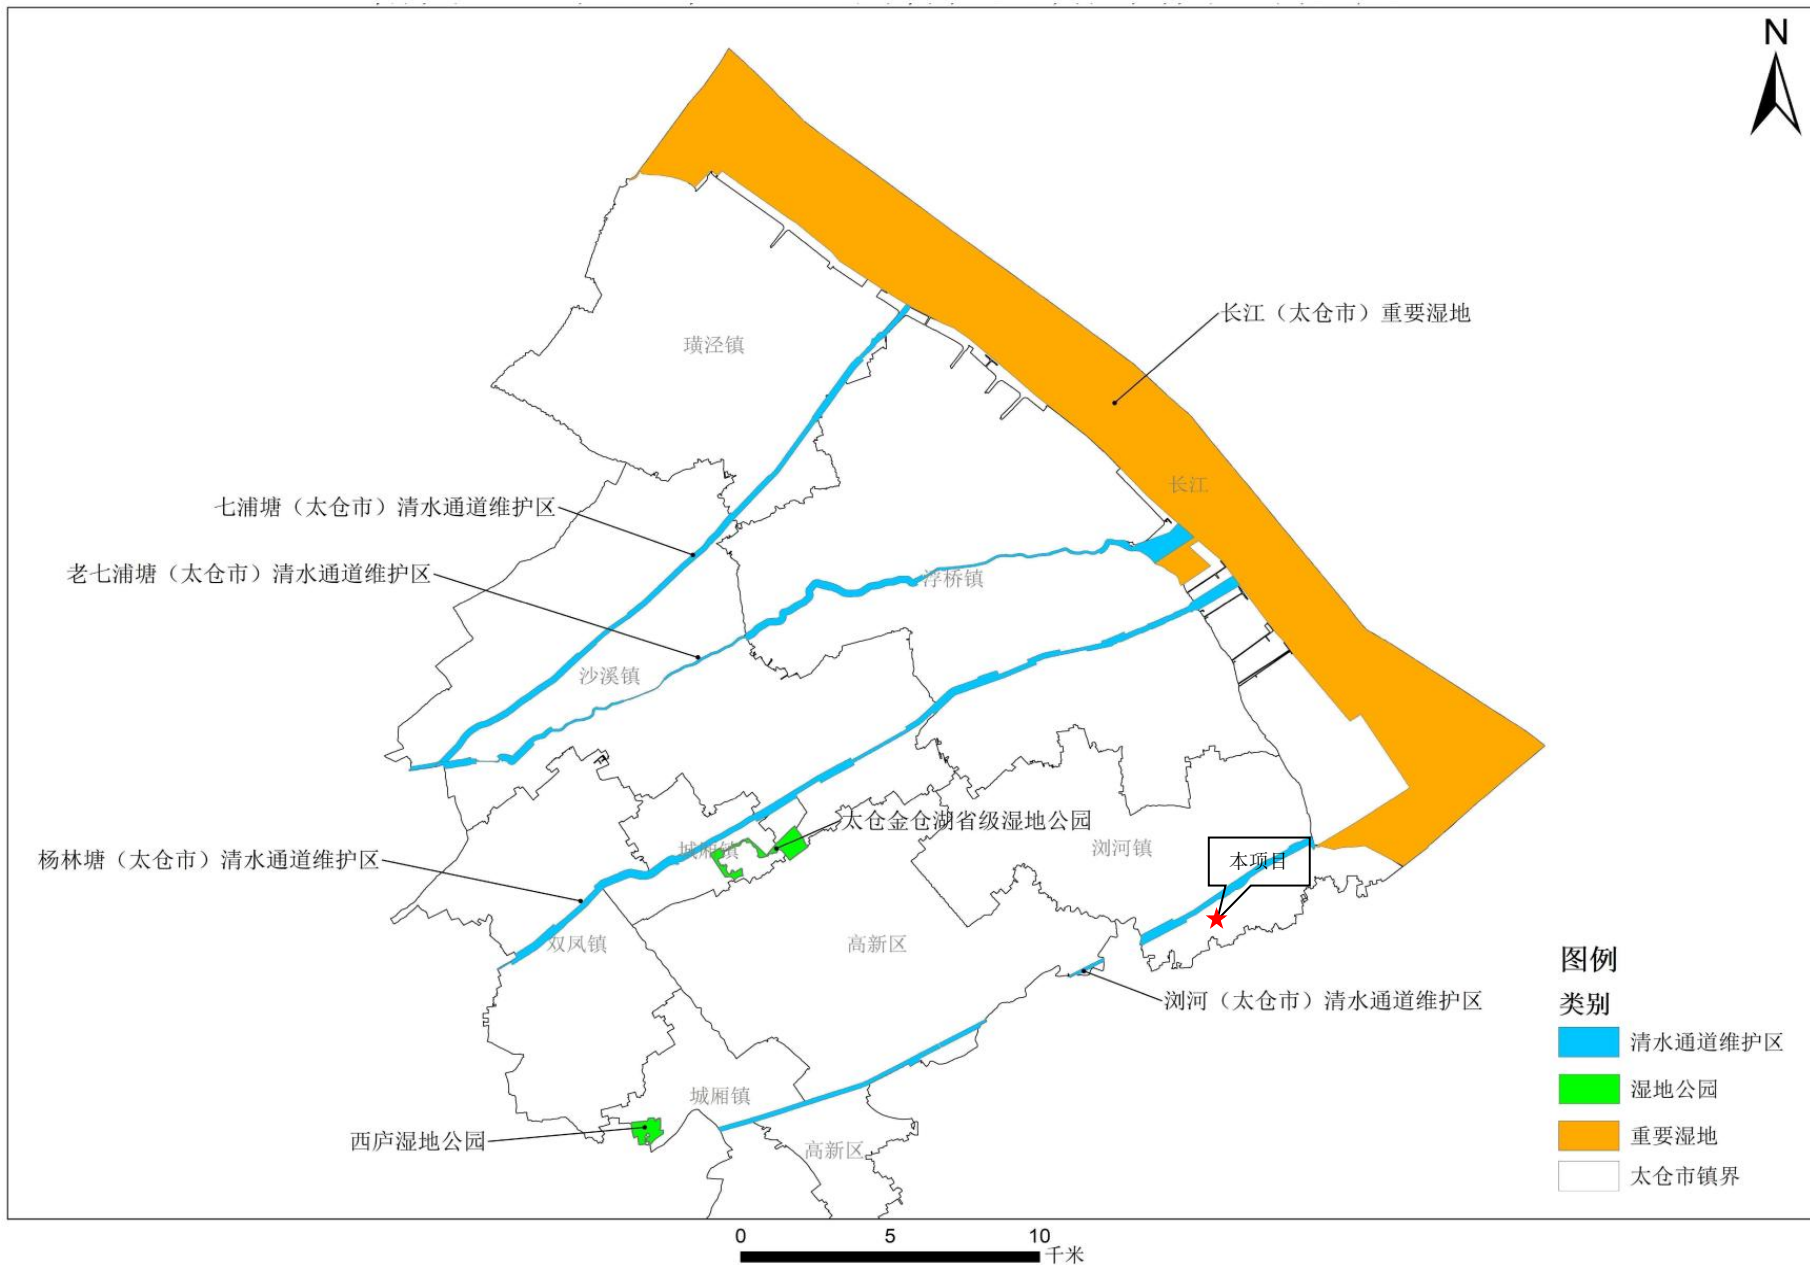 N
长江（太仓市）重要湿地
璜泾镇
长江
七浦塘（太仓市）清水通道维护区
老七浦塘（太仓市）清水通道维护区
浮桥镇
沙溪镇
太仓金仓湖省级湿地公园
城厢镇
浏河镇
杨林塘（太仓市）清水通道维护区
本项目
双凤镇
高新区
浏河（太仓市）清水通道维护区
城厢镇
西庐湿地公园
高新区
图例
类别
清水通道维护区
湿地公园
重要湿地
太仓市镇界
0 5 10
千米